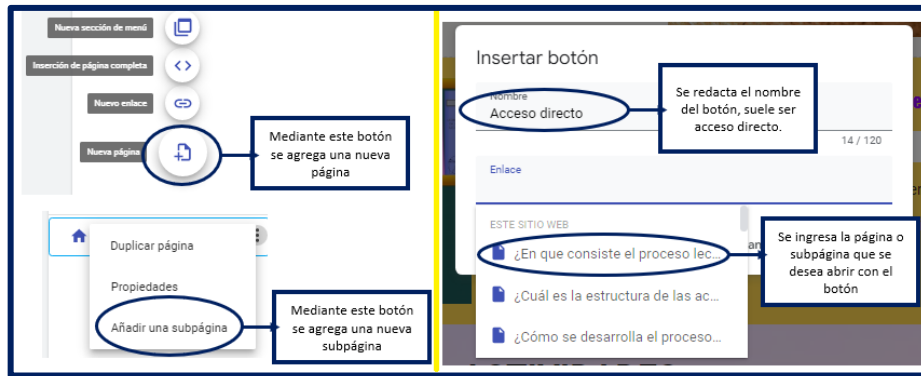 Nueva sección de menú
Inserción de página completa
Nuevo enlace
Nueva página
Mediante este botón
se agrega una nueva
página
Duplicar página
Propiedades
Añadir una subpágina
Mediante este botón
se agrega una nueva
subpágina
Insertar botón
Nombre
Acceso directo
14 / 120
Se redacta el nombre
del botón, suele ser
acceso directo.
Enlace
ESTE SITIO WEB
¿En que consiste el proceso lec...
¿Cuál es la estructura de las ac...
¿Cómo se desarrolla el proceso...
Se ingresa la página o
subpágina que se
desea abrir con el
botón